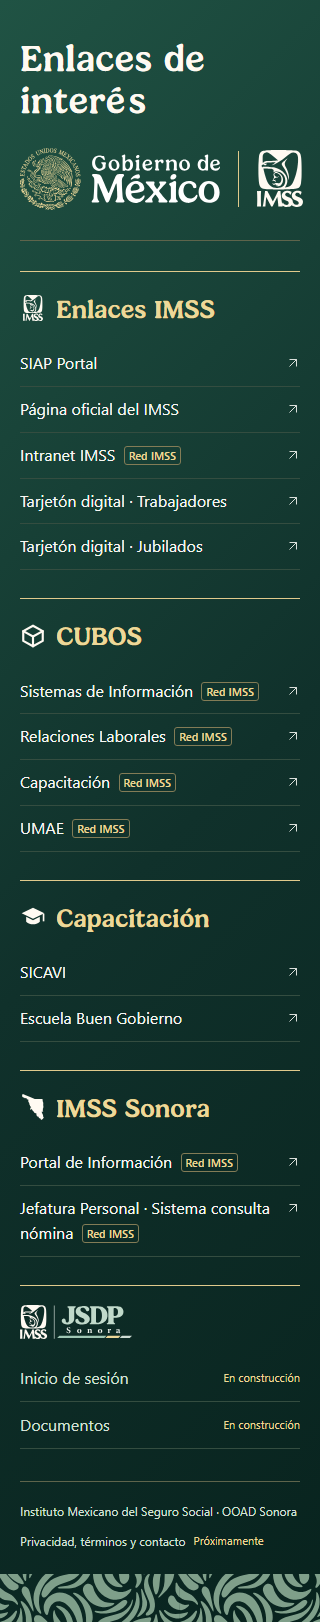 Enlaces de
interés
ESTADOS UNIDOS MEXICANOS
Gobierno de
México
IMSS
IMSS
Enlaces IMSS
SIAP Portal
Página oficial del IMSS
Intranet IMSS Red IMSS
Tarjetón digital · Trabajadores
Tarjetón digital · Jubilados
CUBOS
Sistemas de Información Red IMSS
Relaciones Laborales Red IMSS
Capacitación Red IMSS
UMAE Red IMSS
Capacitación
SICAVI
Escuela Buen Gobierno
IMSS Sonora
Portal de Información Red IMSS
Jefatura Personal · Sistema consulta
nómina Red IMSS
IMSS
JSDP
Sonora
Inicio de sesión En construcción
Documentos En construcción
Instituto Mexicano del Seguro Social · OOAD Sonora
Privacidad, términos y contacto Próximamente